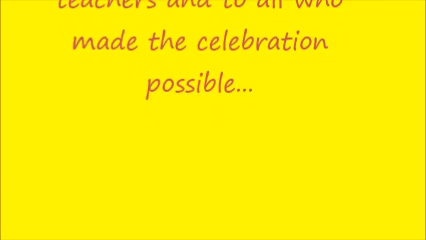 teachers and to all who
made the celebration
possible...